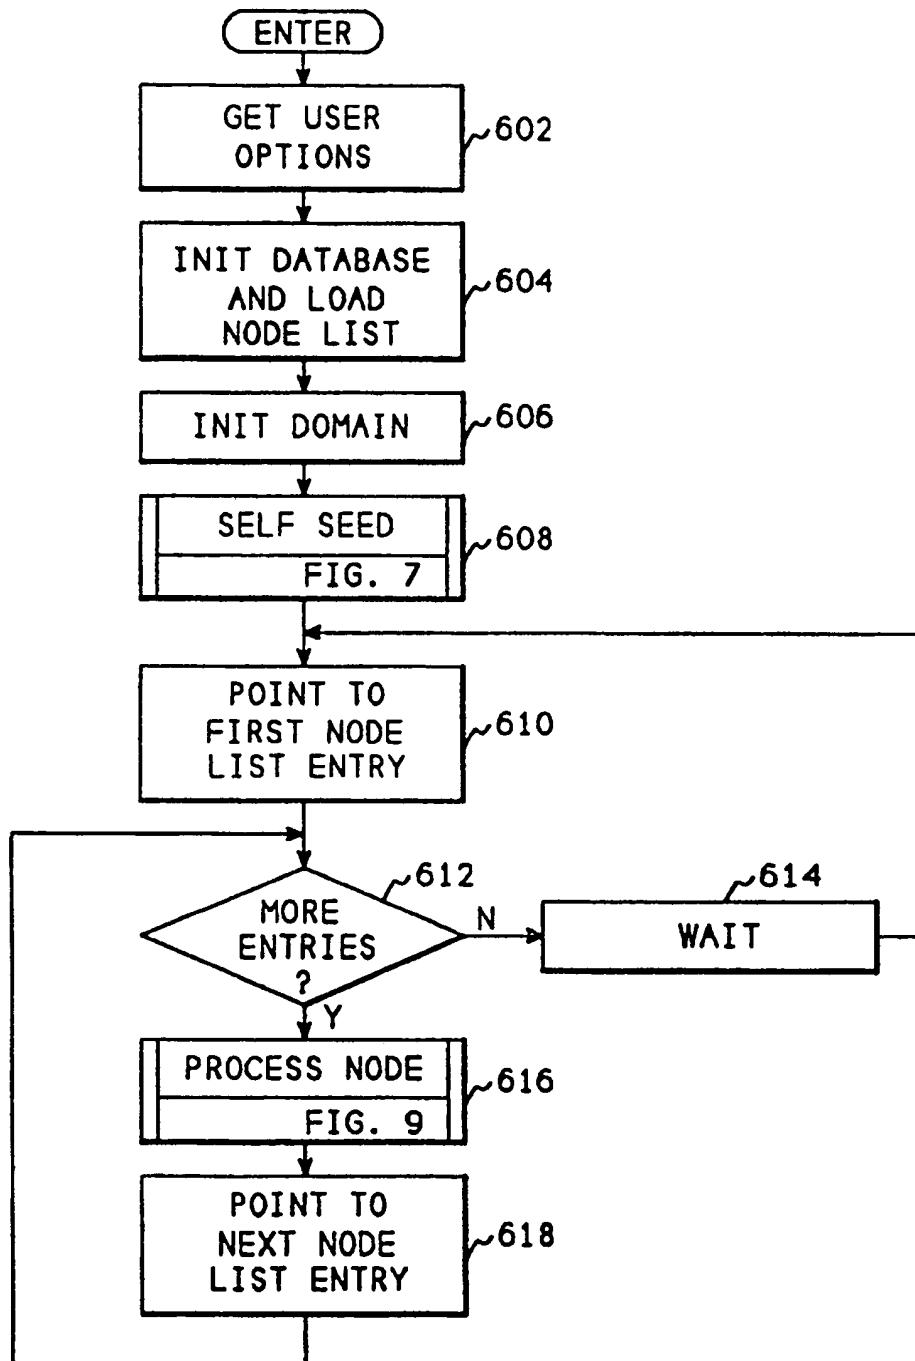 ENTER
GET USER
OPTIONS
602
INIT DATABASE
AND LOAD
NODE LIST
604
INIT DOMAIN
606
SELF SEED
FIG. 7
608
POINT TO
FIRST NODE
LIST ENTRY
610
MORE
ENTRIES
?
612
N
WAIT
614
Y
PROCESS NODE
FIG. 9
616
POINT TO
NEXT NODE
LIST ENTRY
618